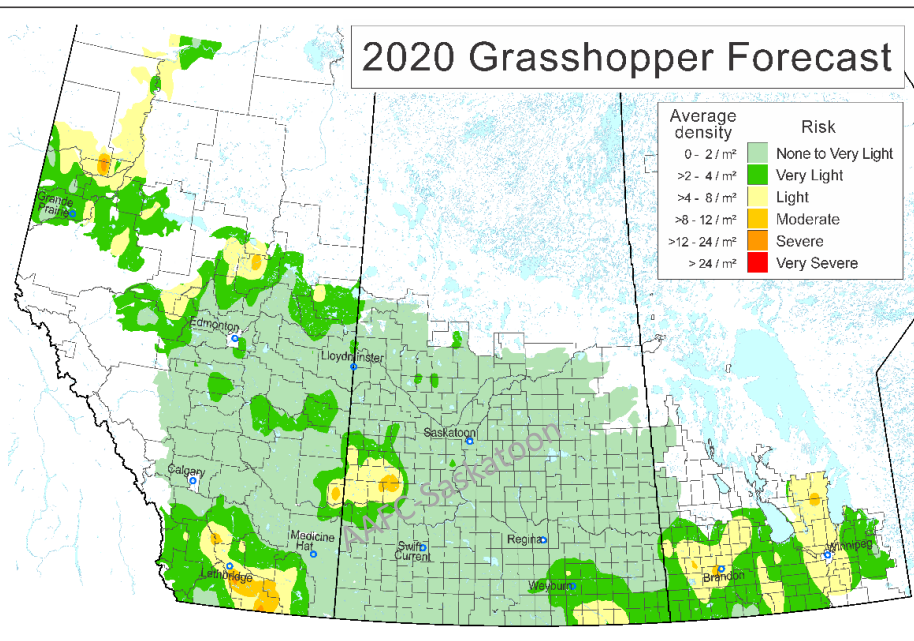 2020 Grasshopper Forecast
Average
density
Risk
0 - 2 / m² None to Very Light
>2 - 4 / m² Very Light
>4 - 8 / m² Light
>8 - 12 / m² Moderate
>12 - 24 / m² Severe
> 24 / m² Very Severe
Grande
Prairie
Edmonton
Lloydminster
Saskatoon
Calgary
AAFC Saskatoon
Medicine
Hat
Swift
Current
Regina
Winnipeg
Lethbridge
Weyburn
Brandon